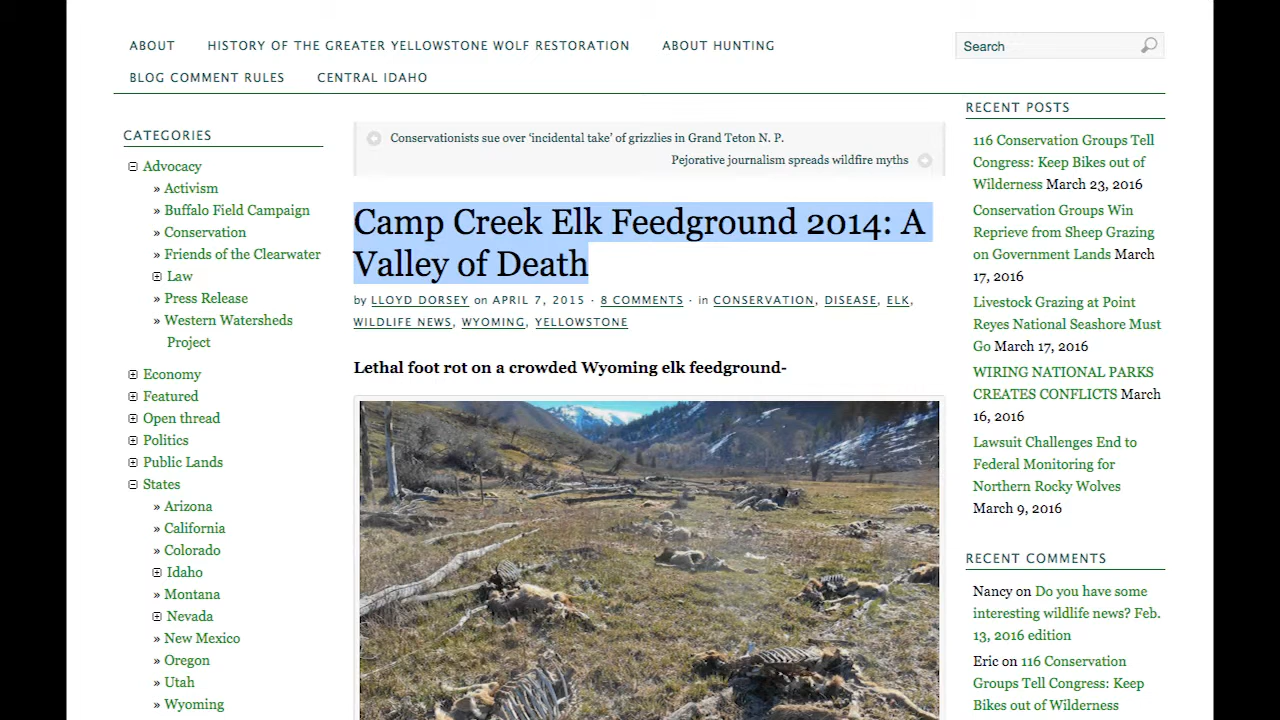 ABOUT HISTORY OF THE GREATER YELLOWSTONE WOLF RESTORATION ABOUT HUNTING
BLOG COMMENT RULES CENTRAL IDAHO
Search
CATEGORIES
Advocacy
» Activism
» Buffalo Field Campaign
» Conservation
» Friends of the Clearwater
Law
» Press Release
» Western Watersheds
Project
Economy
Featured
Open thread
Politics
Public Lands
States
» Arizona
» California
» Colorado
Idaho
» Montana
Nevada
» New Mexico
» Oregon
» Utah
» Wyoming
Conservationists sue over ‘incidental take’ of grizzlies in Grand Teton N. P.
Pejorative journalism spreads wildfire myths
Camp Creek Elk Feedground 2014: A
Valley of Death
by LLOYD DORSEY on APRIL 7, 2015 · 8 COMMENTS · in CONSERVATION, DISEASE, ELK,
WILDLIFE NEWS, WYOMING, YELLOWSTONE
Lethal foot rot on a crowded Wyoming elk feedground-
RECENT POSTS
116 Conservation Groups Tell
Congress: Keep Bikes out of
Wilderness March 23, 2016
Conservation Groups Win
Reprieve from Sheep Grazing
on Government Lands March
17, 2016
Livestock Grazing at Point
Reyes National Seashore Must
Go March 17, 2016
WIRING NATIONAL PARKS
CREATES CONFLICTS March
16, 2016
Lawsuit Challenges End to
Federal Monitoring for
Northern Rocky Wolves
March 9, 2016
RECENT COMMENTS
Nancy on Do you have some
interesting wildlife news? Feb.
13, 2016 edition
Eric on 116 Conservation
Groups Tell Congress: Keep
Bikes out of Wilderness